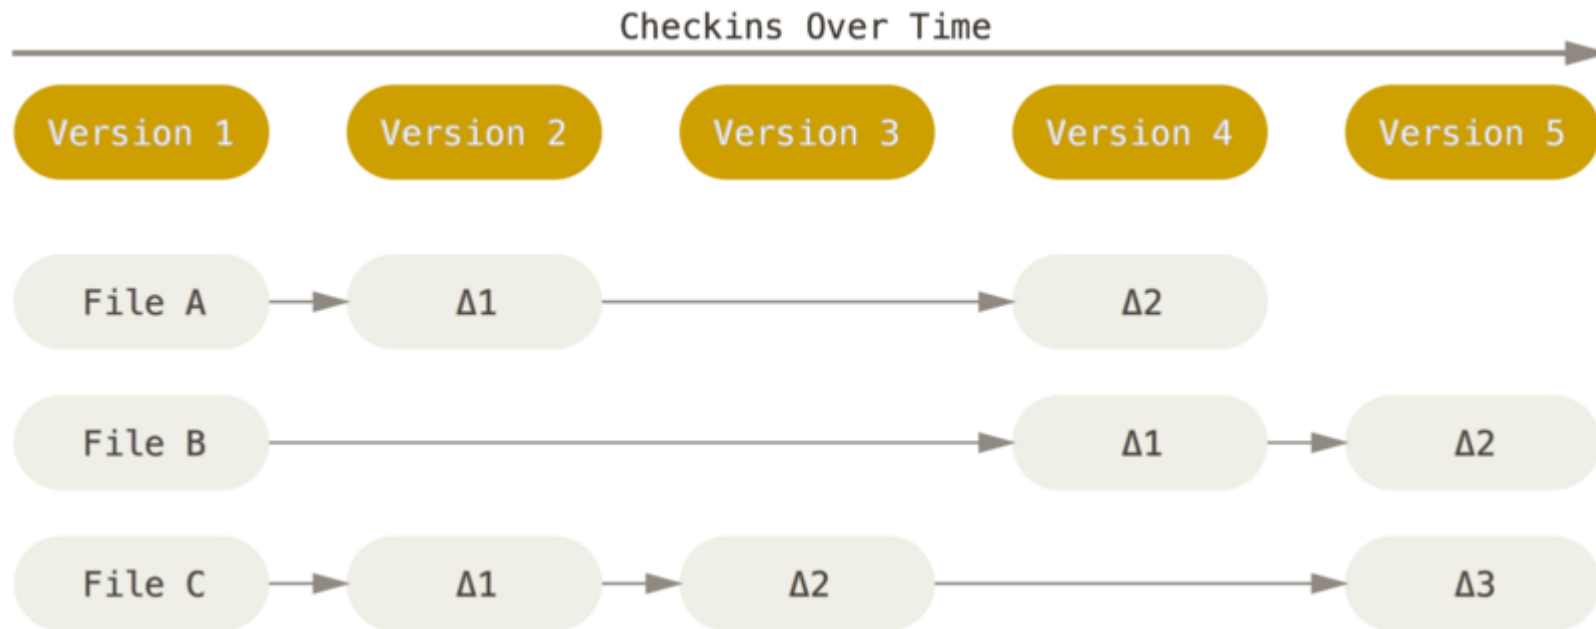 Checkins Over Time
Version 1 Version 2 Version 3 Version 4 Version 5
File A Δ1 Δ2
File B Δ1 Δ2
File C Δ1 Δ2 Δ3